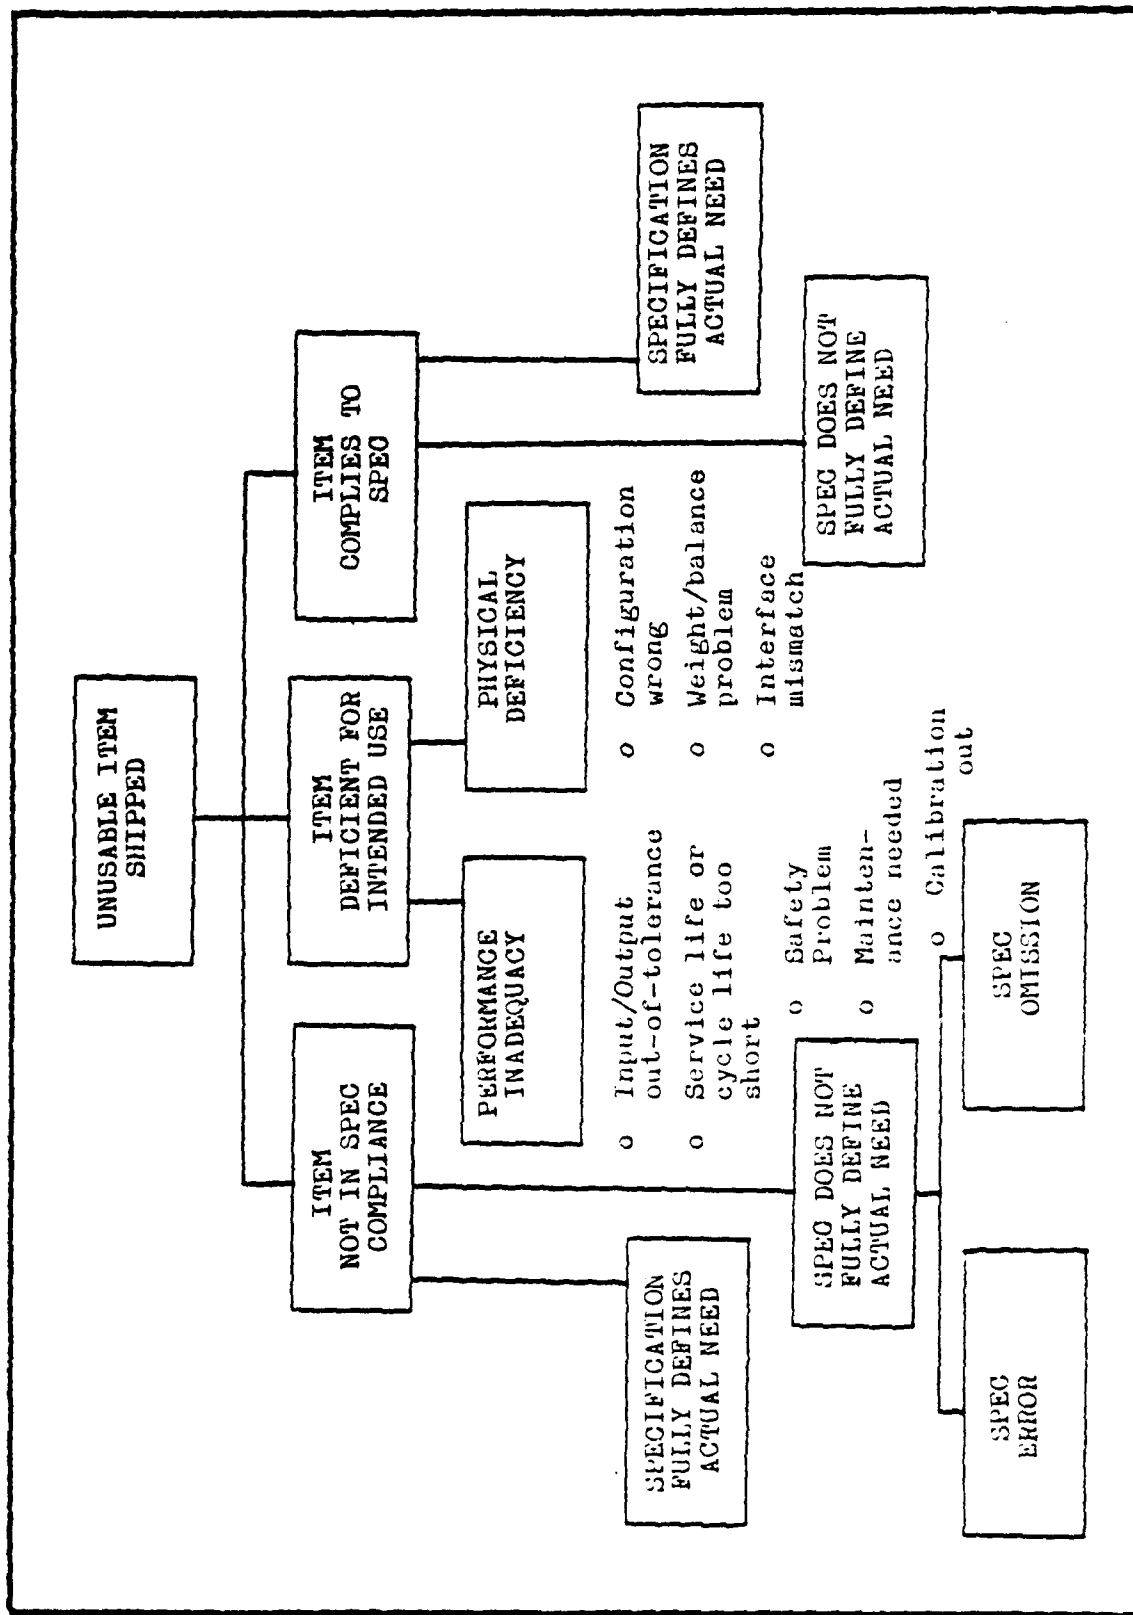 UNUSABLE ITEM
SHIPPED
ITEM
NOT IN SPEC
COMPLIANCE
ITEM
DEFICIENT FOR
INTENDED USE
ITEM
COMPLIES TO
SPEC
PERFORMANCE
INADEQUACY
PHYSICAL
DEFICIENCY
SPECIFICATION
FULLY DEFINES
ACTUAL NEED
o Input/Output
out-of-tolerance
o Service life or
cycle life too
short
o Safety
Problem
o Mainten-
ance needed
o Calibration
out
o Configuration
wrong
o Weight/balance
problem
o Interface
mismatch
SPECIFICATION
FULLY DEFINES
ACTUAL NEED
SPEC DOES NOT
FULLY DEFINE
ACTUAL NEED
SPEC DOES NOT
FULLY DEFINE
ACTUAL NEED
SPEC
ERROR
SPEC
OMISSION